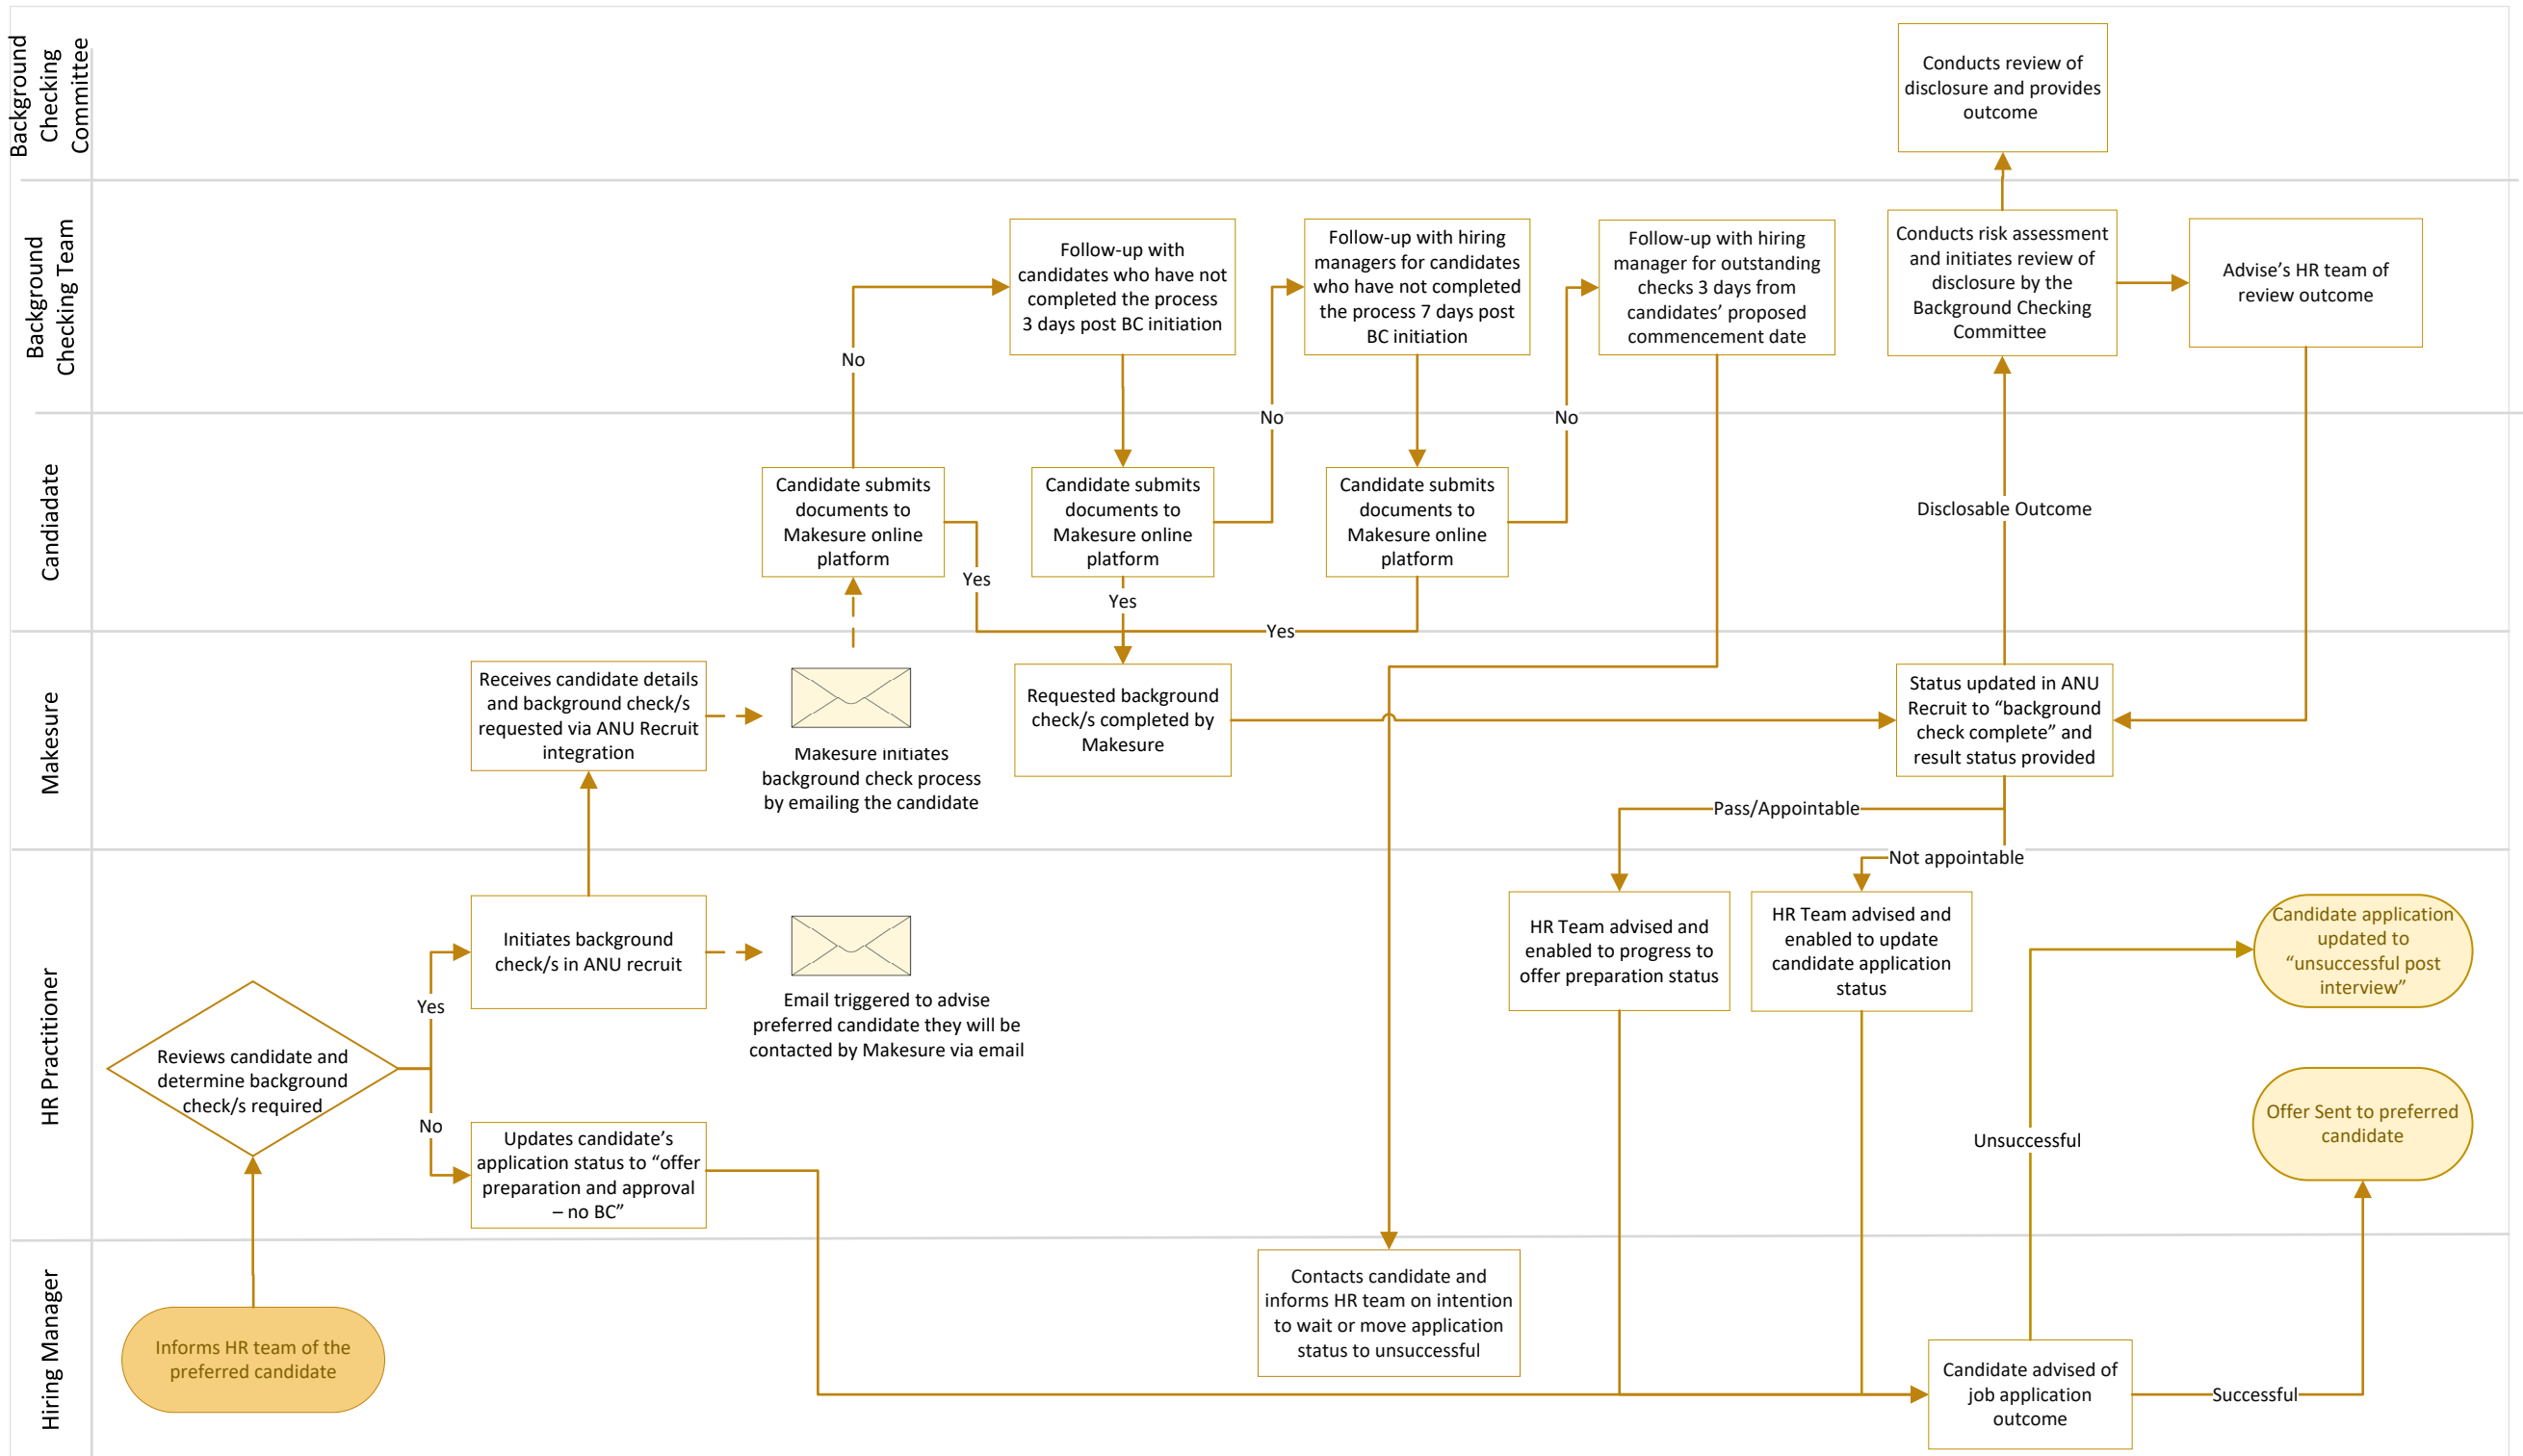 Background
Checking
Committee
Conducts review of
disclosure and provides
outcome
Background
Checking Team
Follow-up with
candidates who have not
completed the process
3 days post BC initiation
Follow-up with hiring
managers for candidates
who have not completed
the process 7 days post
BC initiation
Follow-up with hiring
manager for outstanding
checks 3 days from
candidates’ proposed
commencement date
Conducts risk assessment
and initiates review of
disclosure by the
Background Checking
Committee
Advise’s HR team of
review outcome
No
No
No
Candiadate
Candidate submits
documents to
Makesure online
platform
Candidate submits
documents to
Makesure online
platform
Candidate submits
documents to
Makesure online
platform
Disclosable Outcome
Yes
Yes
Yes
Makesure
Receives candidate details
and background check/s
requested via ANU Recruit
integration
Makesure initiates
background check process
by emailing the candidate
Requested background
check/s completed by
Makesure
Status updated in ANU
Recruit to “background
check complete” and
result status provided
Pass/Appointable
Not appointable
HR Practitioner
Reviews candidate and
determine background
check/s required
Yes
No
Initiates background
check/s in ANU recruit
Email triggered to advise
preferred candidate they will be
contacted by Makesure via email
Updates candidate’s
application status to “offer
preparation and approval
– no BC”
HR Team advised and
enabled to progress to
offer preparation status
HR Team advised and
enabled to update
candidate application
status
Candidate application
updated to
“unsuccessful post
interview”
Offer Sent to preferred
candidate
Unsuccessful
Hiring Manager
Informs HR team of the
preferred candidate
Contacts candidate and
informs HR team on intention
to wait or move application
status to unsuccessful
Candidate advised of
job application
outcome
Successful